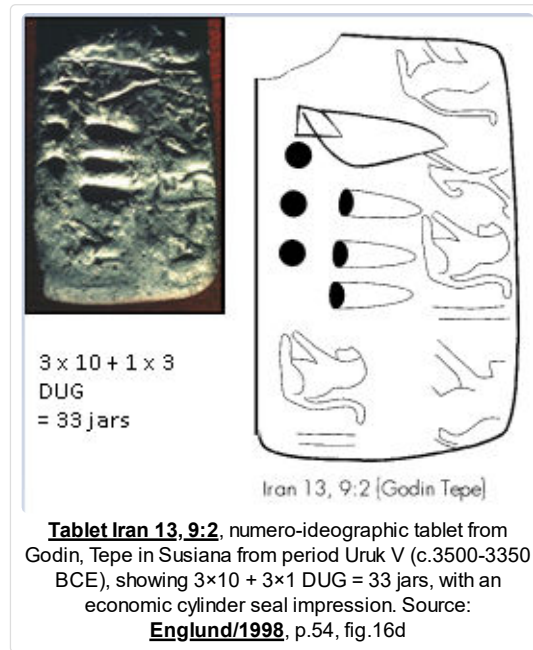 3 x 10 + 1 x 3
DUG
= 33 jars
Iran 13, 9:2 (Godin Tepe)
Tablet Iran 13, 9:2, numero-ideographic tablet from
Godin, Tepe in Susiana from period Uruk V (c.3500-3350
BCE), showing 3×10 + 3×1 DUG = 33 jars, with an
economic cylinder seal impression. Source:
Englund/1998, p.54, fig.16d